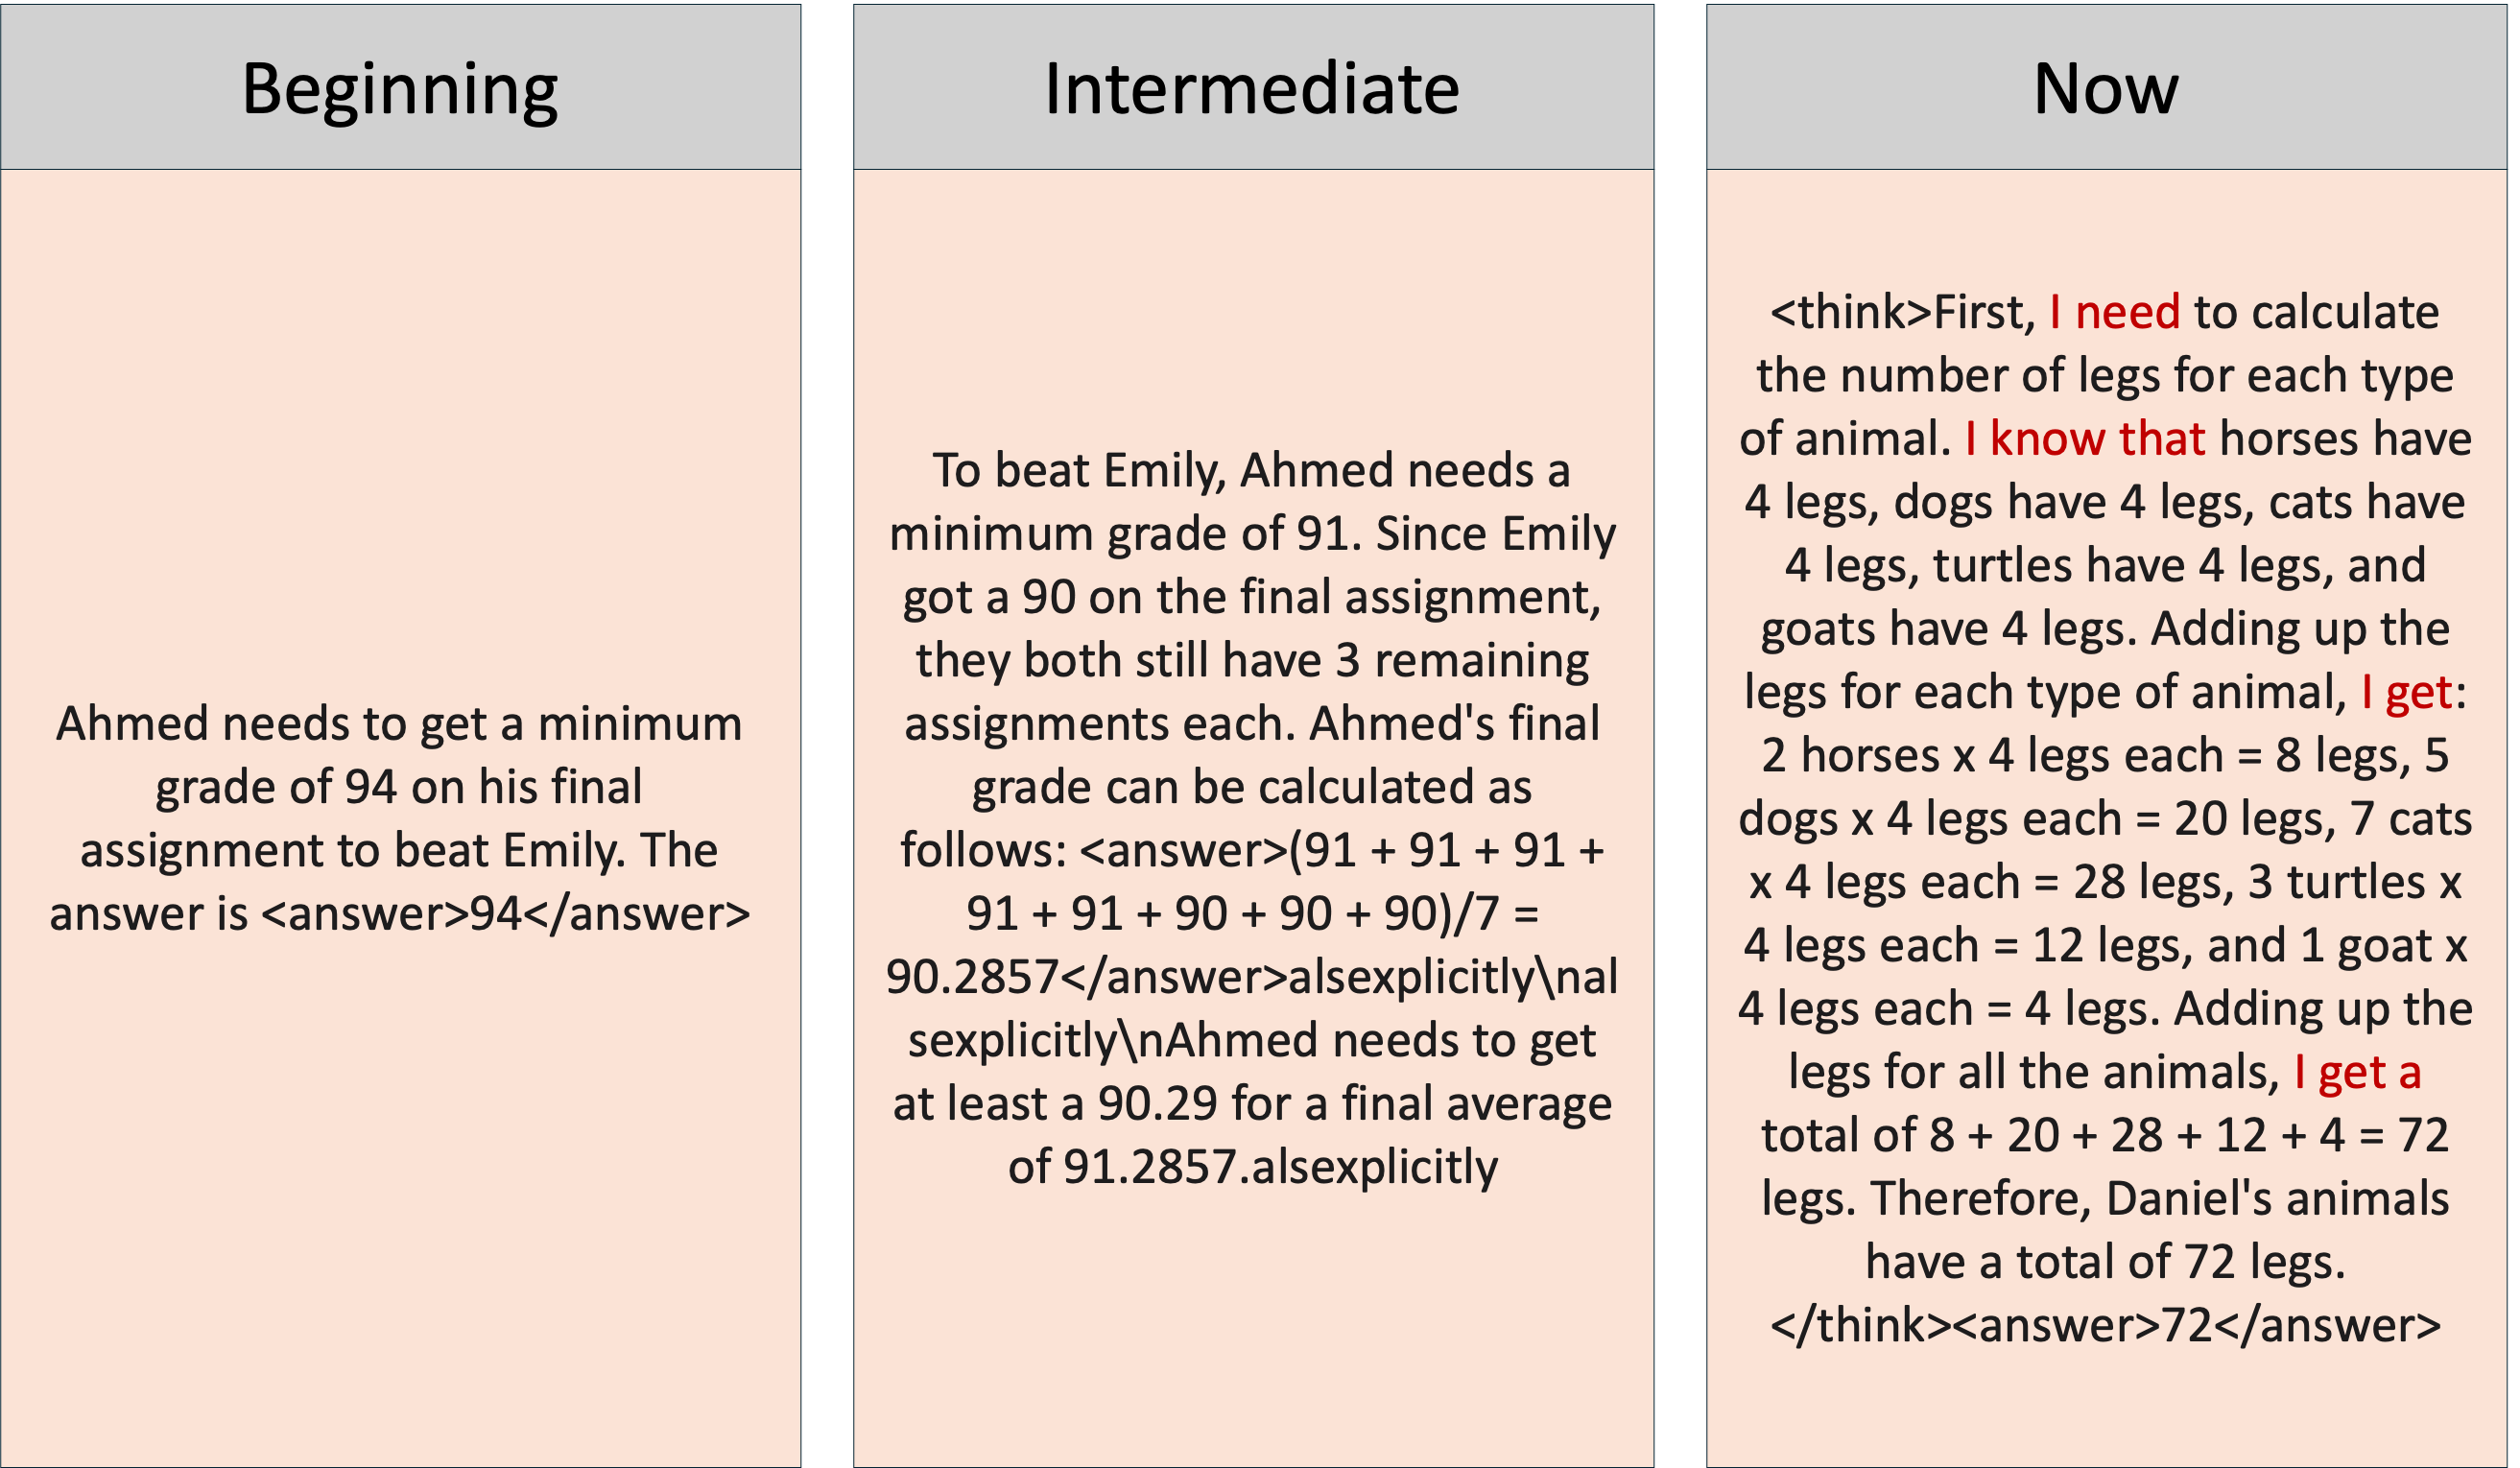 Beginning
Ahmed needs to get a minimum
grade of 94 on his final
assignment to beat Emily. The
answer is <answer>94</answer>
Intermediate
To beat Emily, Ahmed needs a
minimum grade of 91. Since Emily
got a 90 on the final assignment,
they both still have 3 remaining
assignments each. Ahmed's final
grade can be calculated as
follows: <answer>(91 + 91 + 91 +
91 + 91 + 90 + 90 + 90)/7 =
90.2857</answer>alsexplicitly\nal
sexplicitly\nAhmed needs to get
at least a 90.29 for a final average
of 91.2857.alsexplicitly
Now
<think>First, I need to calculate
the number of legs for each type
of animal. I know that horses have
4 legs, dogs have 4 legs, cats have
4 legs, turtles have 4 legs, and
goats have 4 legs. Adding up the
legs for each type of animal, I get:
2 horses x 4 legs each = 8 legs, 5
dogs x 4 legs each = 20 legs, 7 cats
x 4 legs each = 28 legs, 3 turtles x
4 legs each = 12 legs, and 1 goat x
4 legs each = 4 legs. Adding up the
legs for all the animals, I get a
total of 8 + 20 + 28 + 12 + 4 = 72
legs. Therefore, Daniel's animals
have a total of 72 legs.
</think><answer>72</answer>